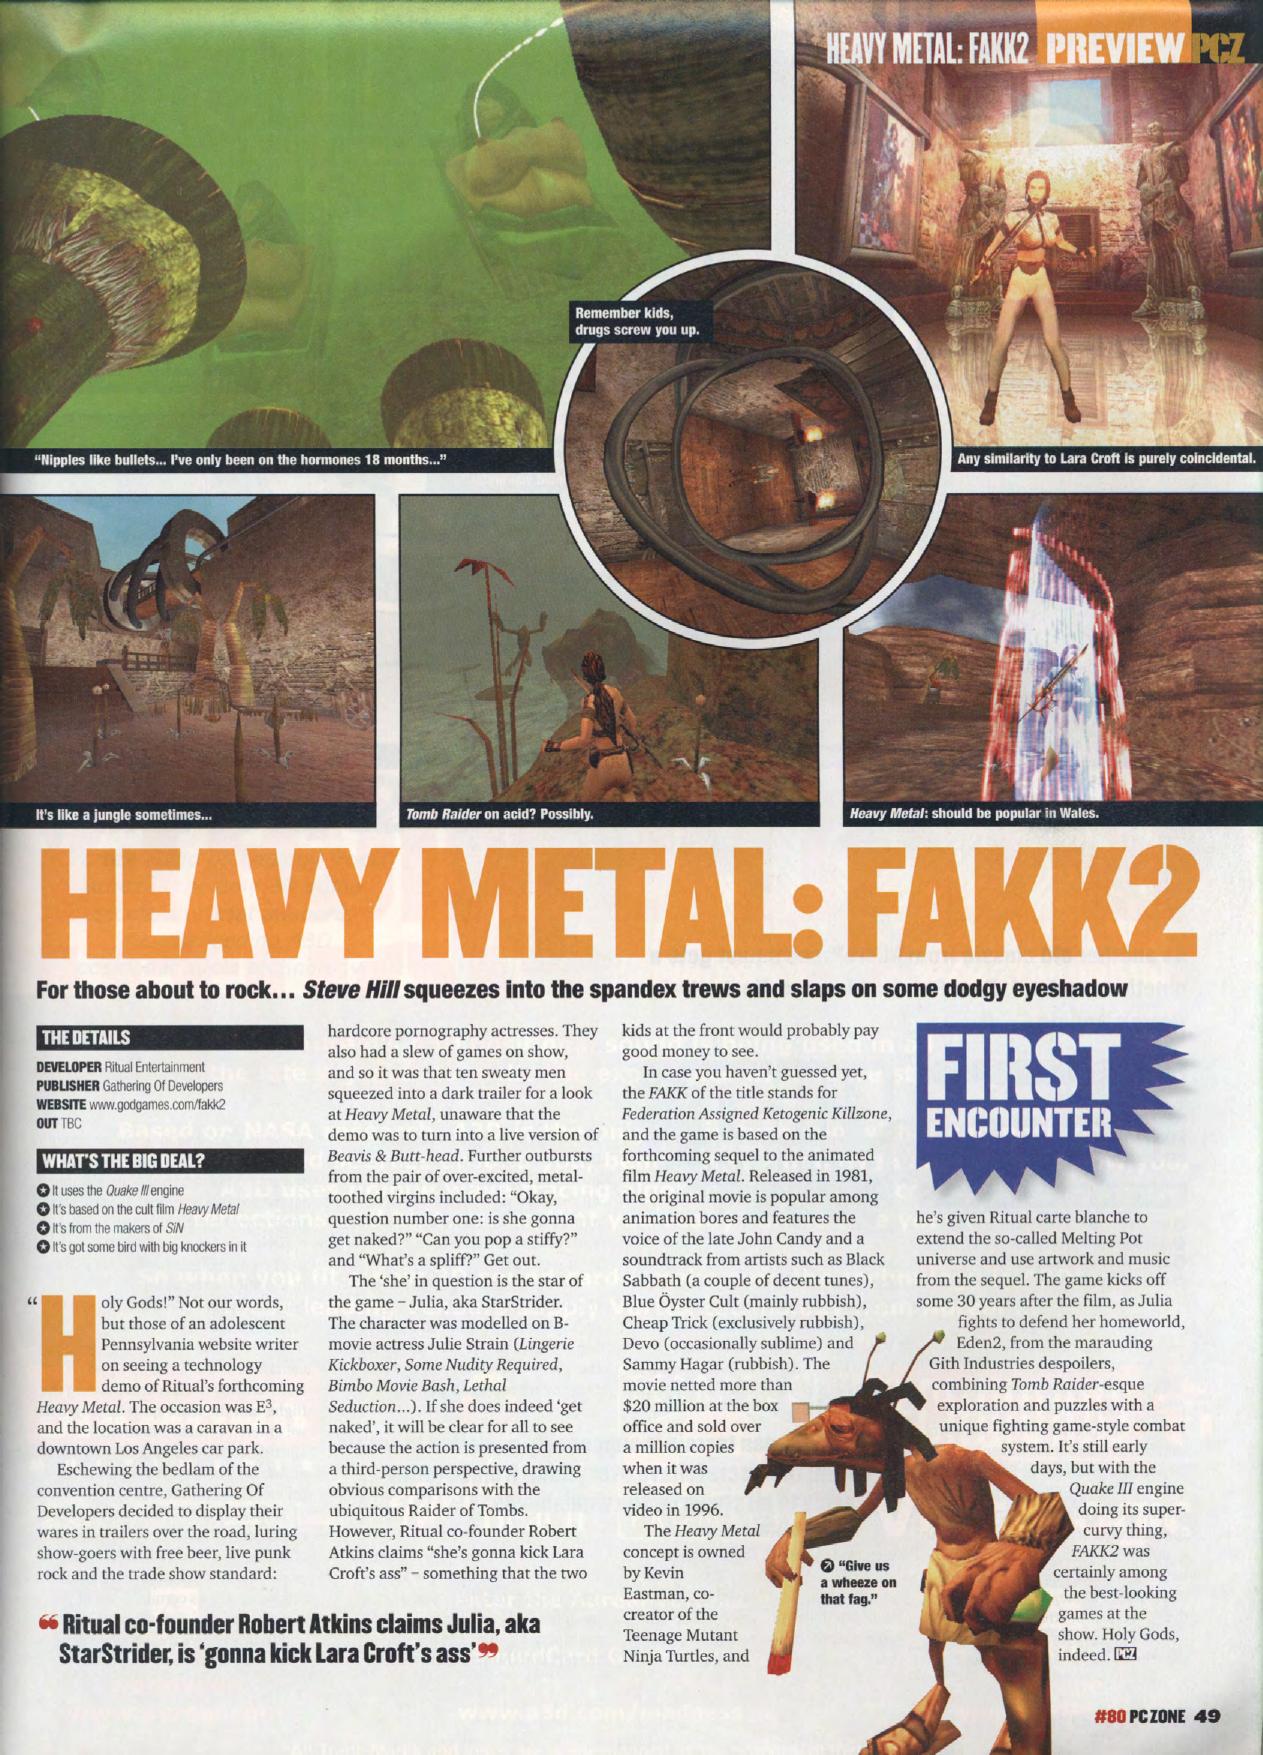 HEAVY METAL: FAKK2 PREVIEW PCZ
Remember kids,
drugs screw you up.
"Nipples like bullets... I've only been on the hormones 18 months..."
Any similarity to Lara Croft is purely coincidental.
It's like a jungle sometimes...
Tomb Raider on acid? Possibly.
Heavy Metal: should be popular in Wales.
HEAVY METAL: FAKK2
For those about to rock... Steve Hill squeezes into the spandex trews and slaps on some dodgy eyeshadow
THE DETAILS
DEVELOPER Ritual Entertainment
PUBLISHER Gathering Of Developers
WEBSITE www.godgames.com/fakk2
OUT TBC
WHAT'S THE BIG DEAL?
It uses the Quake III engine
It's based on the cult film Heavy Metal
It's from the makers of SiN
It's got some bird with big knockers in it
"Holy Gods!" Not our words,
but those of an adolescent
Pennsylvania website writer
on seeing a technology
demo of Ritual's forthcoming
Heavy Metal. The occasion was E³,
and the location was a caravan in a
downtown Los Angeles car park.
Eschewing the bedlam of the
convention centre, Gathering Of
Developers decided to display their
wares in trailers over the road, luring
show-goers with free beer, live punk
rock and the trade show standard:
hardcore pornography actresses. They
also had a slew of games on show,
and so it was that ten sweaty men
squeezed into a dark trailer for a look
at Heavy Metal, unaware that the
demo was to turn into a live version of
Beavis & Butt-head. Further outbursts
from the pair of over-excited, metal-
toothed virgins included: "Okay,
question number one: is she gonna
get naked?" "Can you pop a stiffy?"
and "What's a spliff?" Get out.
The 'she' in question is the star of
the game – Julia, aka StarStrider.
The character was modelled on B-
movie actress Julie Strain (Lingerie
Kickboxer, Some Nudity Required,
Bimbo Movie Bash, Lethal
Seduction...). If she does indeed 'get
naked', it will be clear for all to see
because the action is presented from
a third-person perspective, drawing
obvious comparisons with the
ubiquitous Raider of Tombs.
However, Ritual co-founder Robert
Atkins claims "she's gonna kick Lara
Croft's ass" – something that the two
kids at the front would probably pay
good money to see.
In case you haven't guessed yet,
the FAKK of the title stands for
Federation Assigned Ketogenic Killzone,
and the game is based on the
forthcoming sequel to the animated
film Heavy Metal. Released in 1981,
the original movie is popular among
animation bores and features the
voice of the late John Candy and a
soundtrack from artists such as Black
Sabbath (a couple of decent tunes),
Blue Öyster Cult (mainly rubbish),
Cheap Trick (exclusively rubbish),
Devo (occasionally sublime) and
Sammy Hagar (rubbish). The
movie netted more than
$20 million at the box
office and sold over
a million copies
when it was
released on
video in 1996.
The Heavy Metal
concept is owned
by Kevin
Eastman, co-
creator of the
Teenage Mutant
Ninja Turtles, and
FIRST
ENCOUNTER
he's given Ritual carte blanche to
extend the so-called Melting Pot
universe and use artwork and music
from the sequel. The game kicks off
some 30 years after the film, as Julia
fights to defend her homeworld,
Eden2, from the marauding
Gith Industries despoilers,
combining Tomb Raider-esque
exploration and puzzles with a
unique fighting game-style combat
system. It's still early
days, but with the
Quake III engine
doing its super-
curvy thing,
FAKK2 was
certainly among
the best-looking
games at the
show. Holy Gods,
indeed. PCZ
"Give us
a wheeze on
that fag."
"Ritual co-founder Robert Atkins claims Julia, aka
StarStrider, is 'gonna kick Lara Croft's ass'"
#80 PC ZONE 49